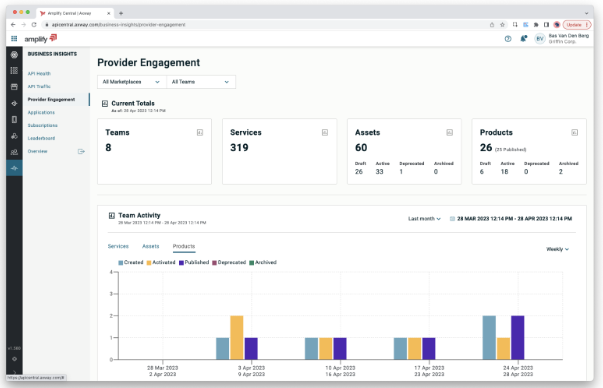 Amplify Central | Axway
apicentral.axway.com/business-insights/provider-engagement
Update
amplify
BV
Bas Van Den Berg
Griffin Corp.
BUSINESS INSIGHTS
API Health
API Traffic
Provider Engagement
Applications
Subscriptions
Leaderboard
Overview
Provider Engagement
All Marketplaces
All Teams
Current Totals
As of: 28 Apr 2023 12:14 PM
Teams
8
Services
319
Assets
60
Draft Active Deprecated Archived
26 33 1 0
Products
26 (23 Published)
Draft Active Deprecated Archived
6 18 0 2
Team Activity
28 Mar 2023 12:14 PM - 28 Apr 2023 12:14 PM
Last month
28 MAR 2023 12:14 PM - 28 APR 2023 12:14 PM
Services Assets Products
Weekly
Created Activated Published Deprecated Archived
4
3
2
1
0
28 Mar 2023 3 Apr 2023 10 Apr 2023 17 Apr 2023 24 Apr 2023
2 Apr 2023 9 Apr 2023 16 Apr 2023 23 Apr 2023 28 Apr 2023
https://apicentral.axway.com/#